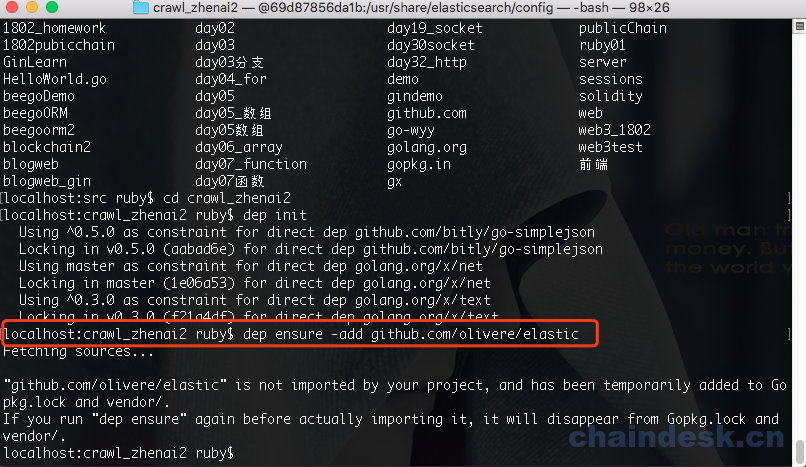 crawl_zhenai2 — @69d87856da1b:/usr/share/elasticsearch/config — -bash — 98×26
1802_homework day02 day19_socket publicChain
1802pubicchain day03 day30socket ruby01
GinLearn day03分支 day32_http server
HelloWorld.go day04_for demo sessions
beegoDemo day05 gindemo solidity
beegoORM day05_数组 github.com web
beegoorm2 day05数组 go-wyy web3_1802
blockchain2 day06_array golang.org web3test
blogweb day07_function gopkg.in 前端
blogweb_gin day07函数 gx
[localhost:src ruby$ cd crawl_zhenai2 ]
[localhost:crawl_zhenai2 ruby$ dep init ]
Using ^0.5.0 as constraint for direct dep github.com/bitly/go-simplejson
Locking in v0.5.0 (aabad6e) for direct dep github.com/bitly/go-simplejson
Using master as constraint for direct dep golang.org/x/net
Locking in master (1e06a53) for direct dep golang.org/x/net
Using ^0.3.0 as constraint for direct dep golang.org/x/text
Locking in v0.3.0 (f21a4df) for direct dep golang.org/x/text
[localhost:crawl_zhenai2 ruby$ dep ensure -add github.com/olivere/elastic ]
Fetching sources...
"github.com/olivere/elastic" is not imported by your project, and has been temporarily added to Go
pkg.lock and vendor/.
If you run "dep ensure" again before actually importing it, it will disappear from Gopkg.lock and
vendor/.
localhost:crawl_zhenai2 ruby$
Old man
money. But
the world
chaindesk.cn